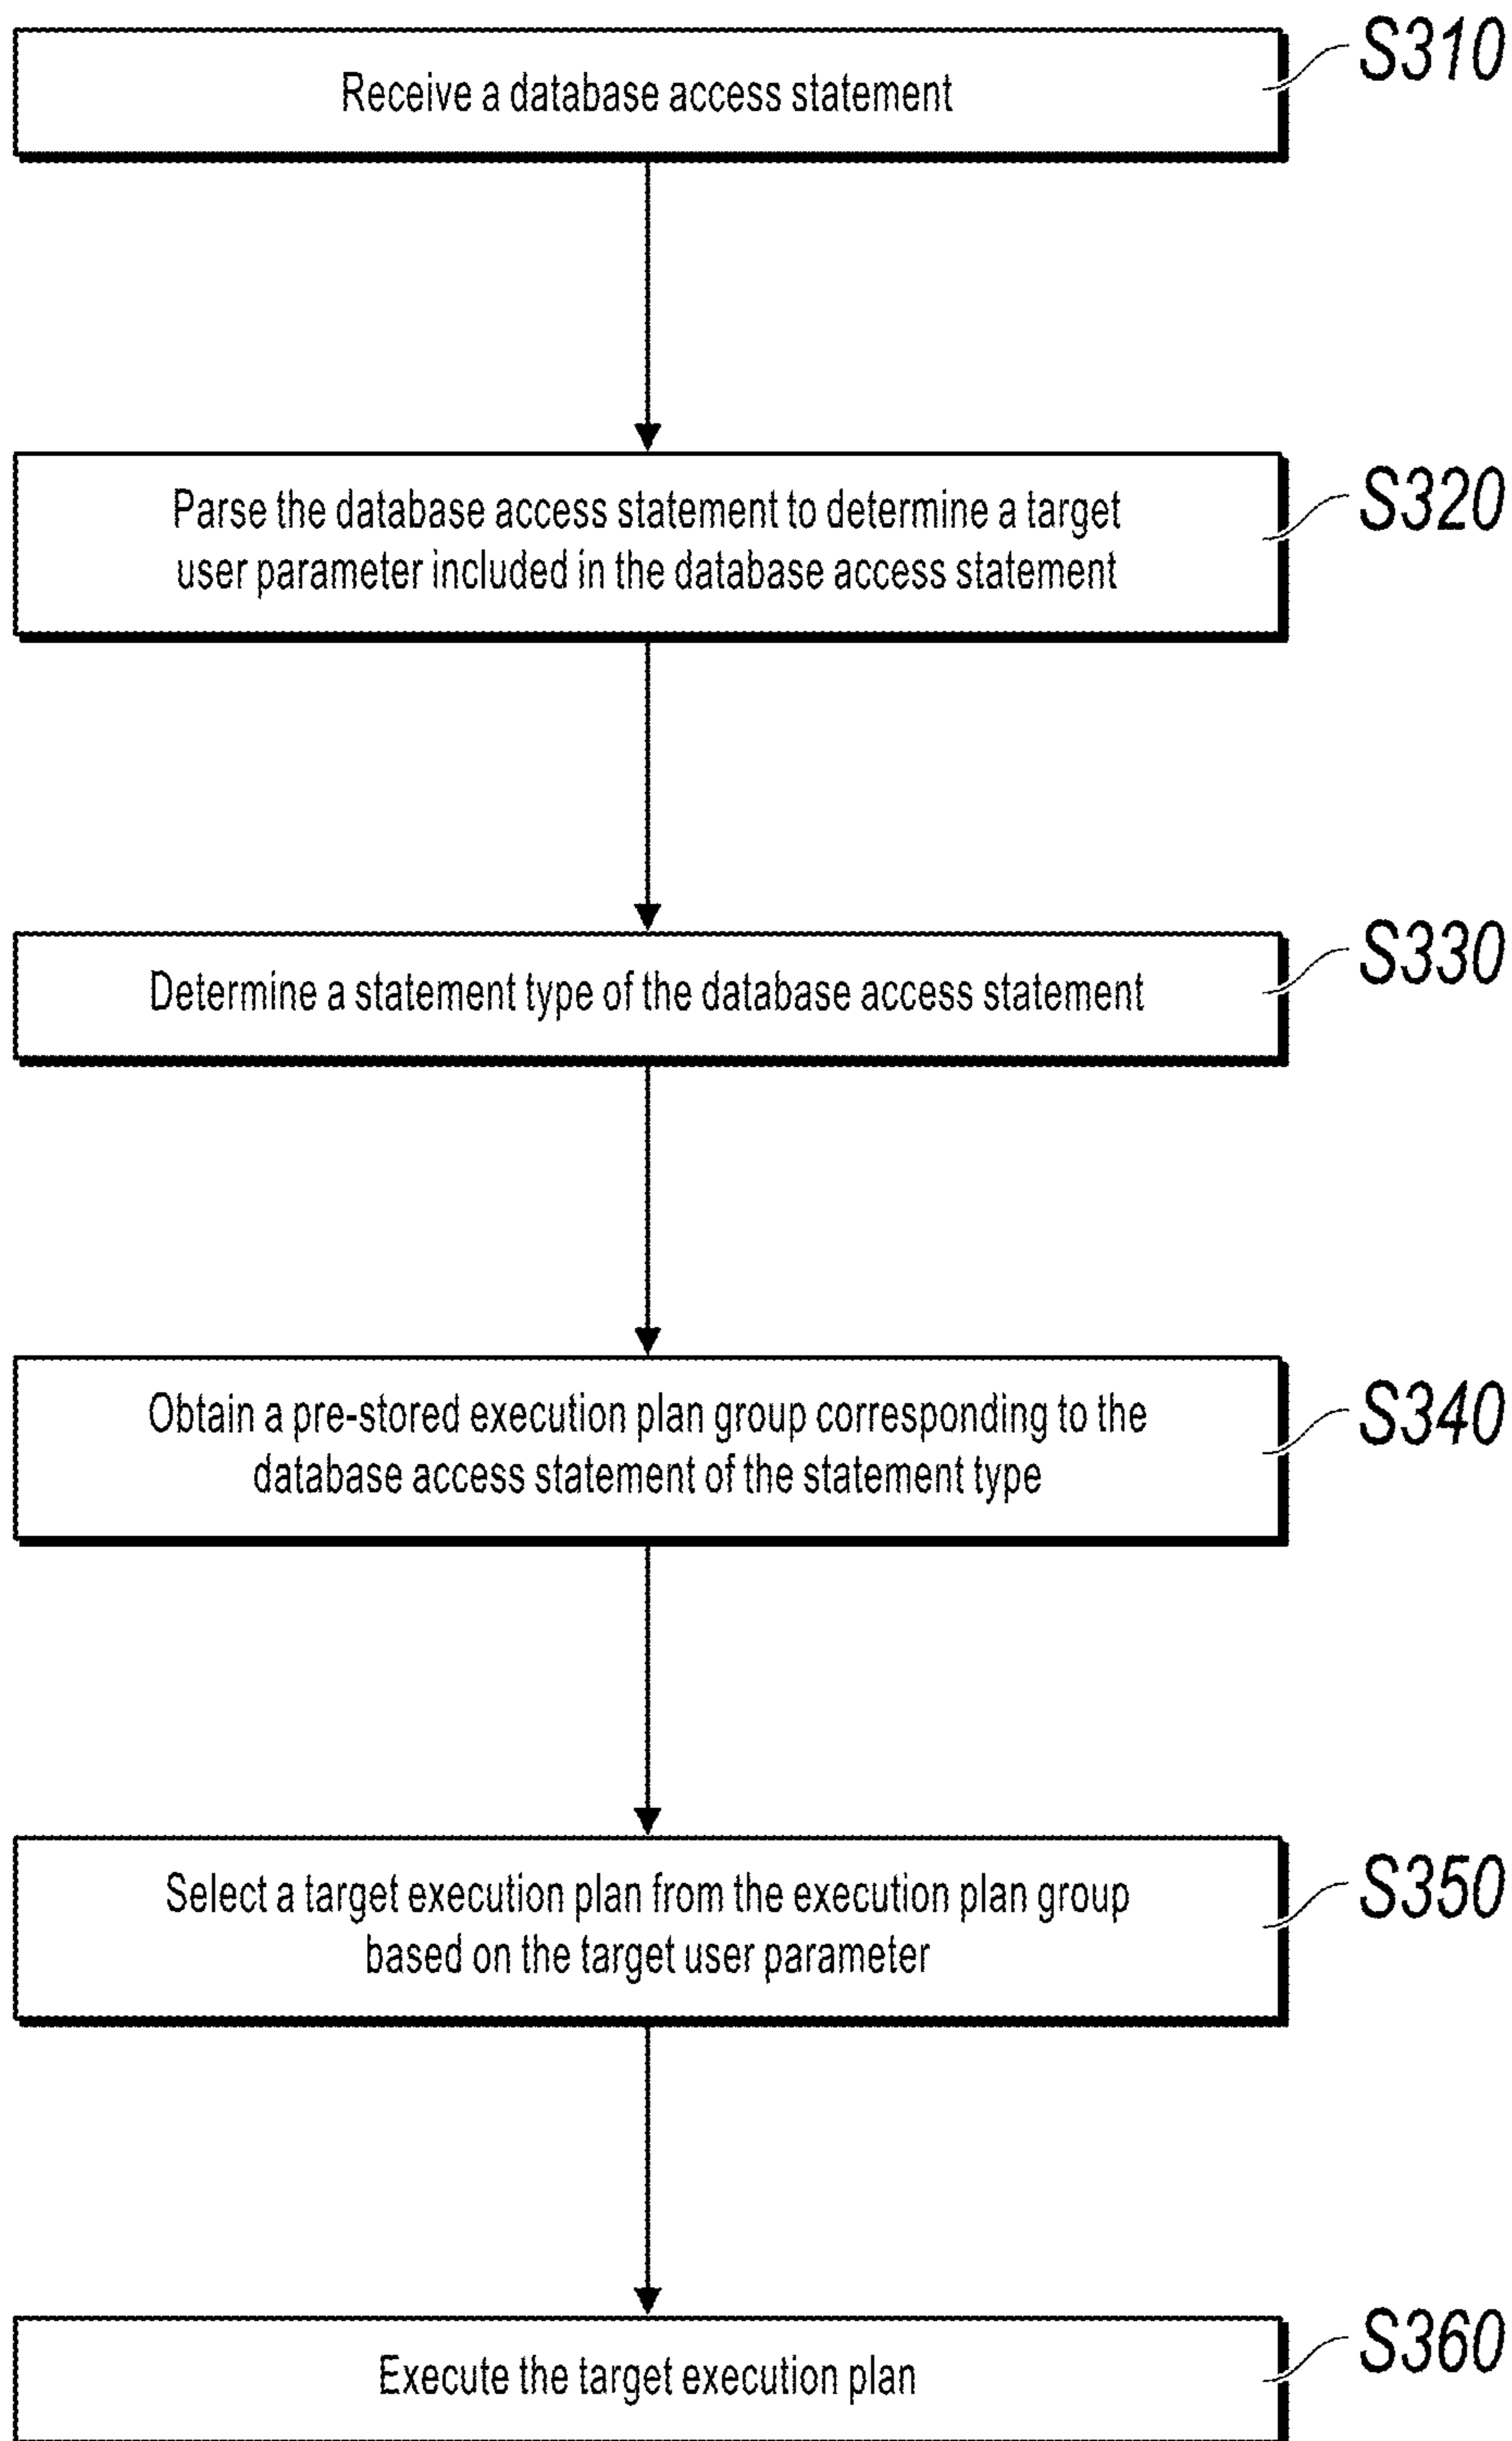 Receive a database access statement
S310
Parse the database access statement to determine a target
user parameter included in the database access statement
S320
Determine a statement type of the database access statement
S330
Obtain a pre-stored execution plan group corresponding to the
database access statement of the statement type
S340
Select a target execution plan from the execution plan group
based on the target user parameter
S350
Execute the target execution plan
S360